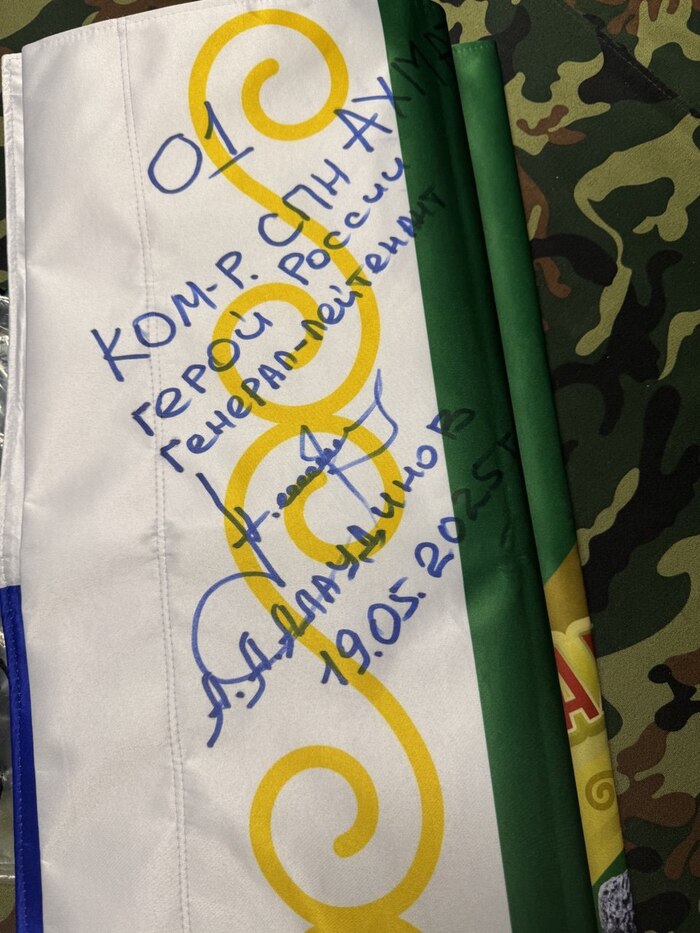 01
КОМ-Р. СПН АХМАТ
ГЕРОЙ РОССИИ
ГЕНЕРАЛ-ЛЕЙТЕНАНТ
А.А.АЛАУДИНОВ
19.05.2025г
А